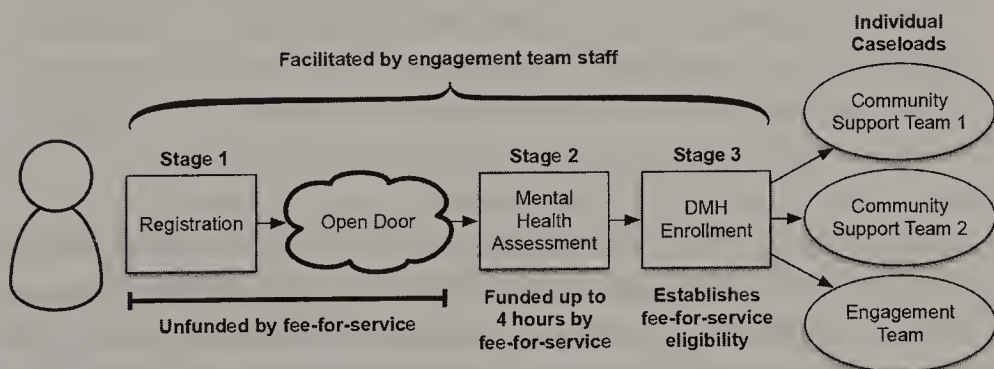 Individual
Caseloads
Facilitated by engagement team staff
Community
Support Team 1
Stage 1
Stage 2
Stage 3
Registration
Open Door
Mental
Health
Assessment
DMH
Enrollment
Community
Support Team 2
Unfunded by fee-for-service
Funded up to
4 hours by
fee-for-service
Establishes
fee-for-service
eligibility
Engagement
Team